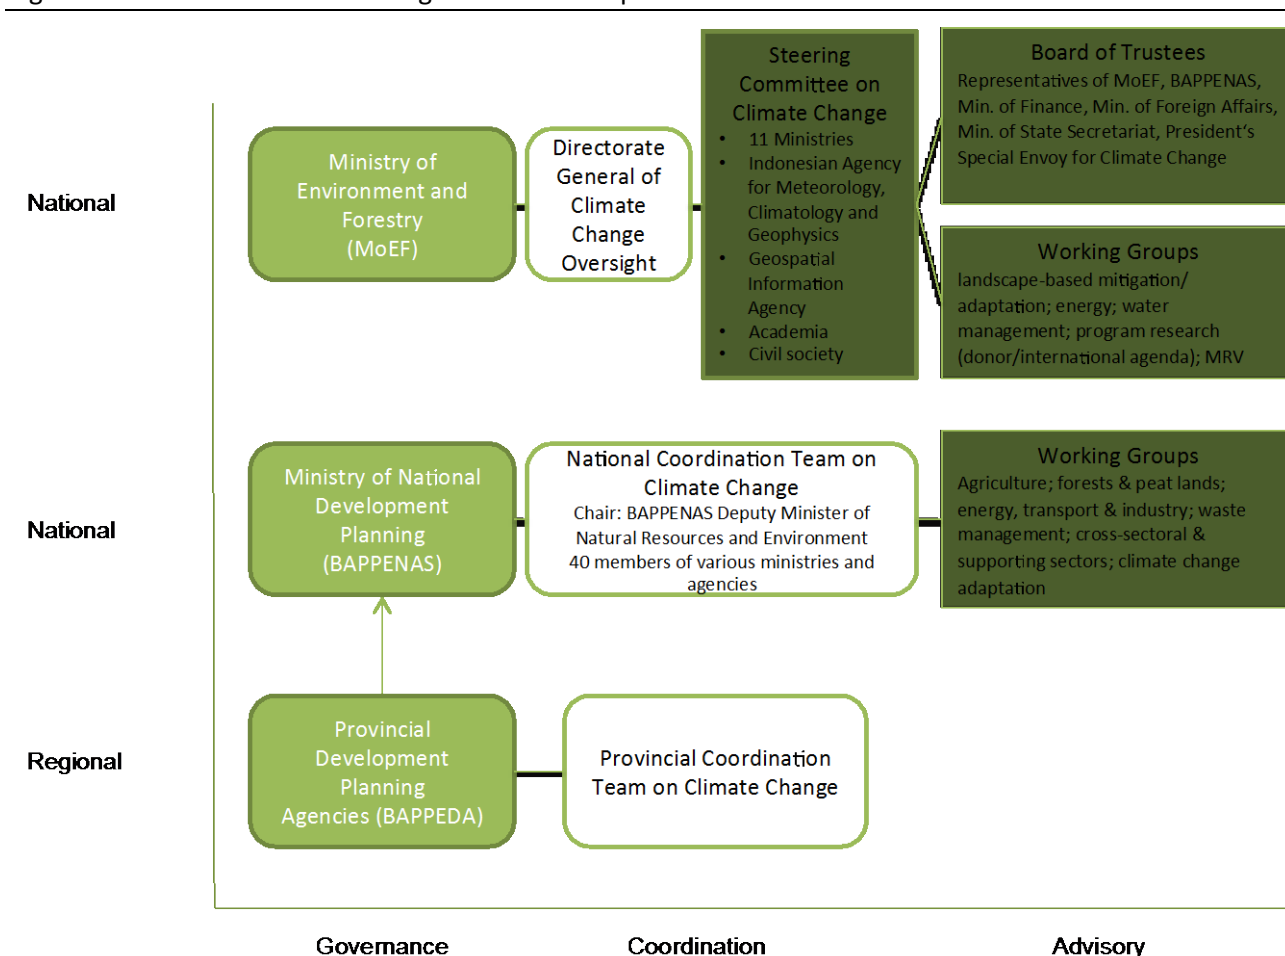 National
Ministry of
Environment and
Forestry
(MoEF)
Directorate
General of
Climate
Change
Oversight
Steering
Committee on
Climate Change
• 11 Ministries
• Indonesian Agency
for Meteorology,
Climatology and
Geophysics
• Geospatial
Information
Agency
• Academia
• Civil society
Board of Trustees
Representatives of MoEF, BAPPENAS,
Min. of Finance, Min. of Foreign Affairs,
Min. of State Secretariat, President‘s
Special Envoy for Climate Change
Working Groups
landscape-based mitigation/
adaptation; energy; water
management; program research
(donor/international agenda); MRV
National
Ministry of National
Development
Planning
(BAPPENAS)
National Coordination Team on
Climate Change
Chair: BAPPENAS Deputy Minister of
Natural Resources and Environment
40 members of various ministries and
agencies
Working Groups
Agriculture; forests & peat lands;
energy, transport & industry; waste
management; cross-sectoral &
supporting sectors; climate change
adaptation
Regional
Provincial
Development
Planning
Agencies (BAPPEDA)
Provincial Coordination
Team on Climate Change
Governance
Coordination
Advisory